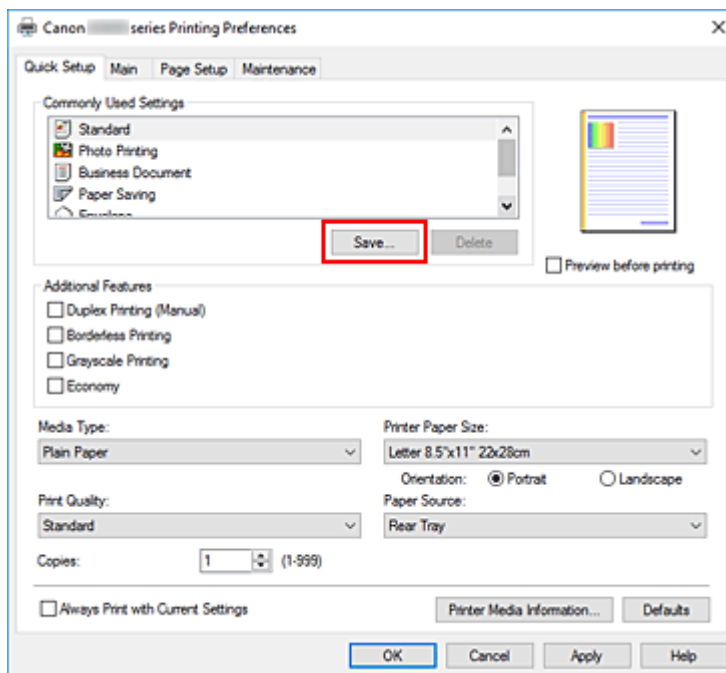 Canon series Printing Preferences
Quick Setup Main Page Setup Maintenance
Commonly Used Settings
Standard
Photo Printing
Business Document
Paper Saving
Envelope
Save... Delete
Preview before printing
Additional Features
Duplex Printing (Manual)
Borderless Printing
Grayscale Printing
Economy
Media Type: Printer Paper Size:
Plain Paper Letter 8.5"x11" 22x28cm
Orientation: Portrait Landscape
Print Quality: Paper Source:
Standard Rear Tray
Copies: 1 (1-999)
Always Print with Current Settings Printer Media Information... Defaults
OK Cancel Apply Help